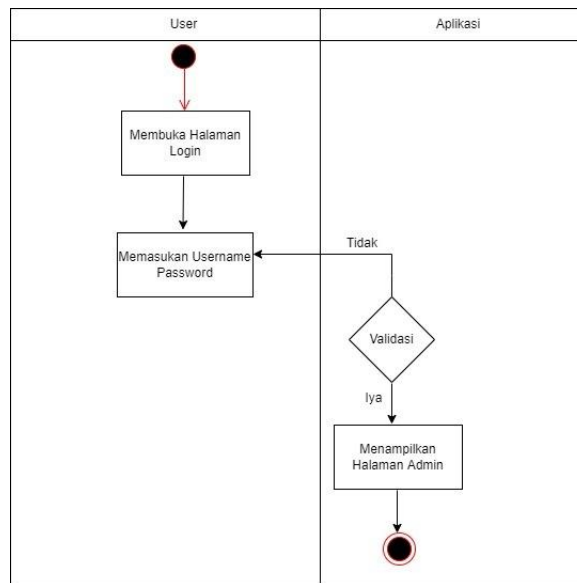 User
Aplikasi
Membuka Halaman
Login
Memasukan Username
Password
Tidak
Validasi
Iya
Menampilkan
Halaman Admin